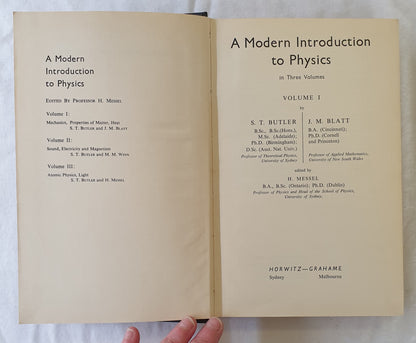 A Modern
Introduction
to Physics
EDITED BY PROFESSOR H. MESSEL
Volume I:
Mechanics, Properties of Matter, Heat
S. T. BUTLER and J. M. BLATT
Volume II:
Sound, Electricity and Magnetism
S. T. BUTLER and M. M. WINN
Volume III:
Atomic Physics, Light
S. T. BUTLER and H. MESSEL
A Modern Introduction
to Physics
in Three Volumes
VOLUME I
by
S. T. BUTLER
B.Sc., B.Sc.(Hons.),
M.Sc. (Adelaide);
Ph.D. (Birmingham);
D.Sc. (Aust. Nat. Univ.)
Professor of Theoretical Physics,
University of Sydney
J. M. BLATT
B.A. (Cincinnati);
Ph.D. (Cornell
and Princeton)
Professor of Applied Mathematics,
University of New South Wales
edited by
H. MESSEL
B.A., B.Sc. (Ontario); Ph.D. (Dublin)
Professor of Physics and Head of the School of Physics,
University of Sydney.
HORWITZ—GRAHAME
Sydney Melbourne